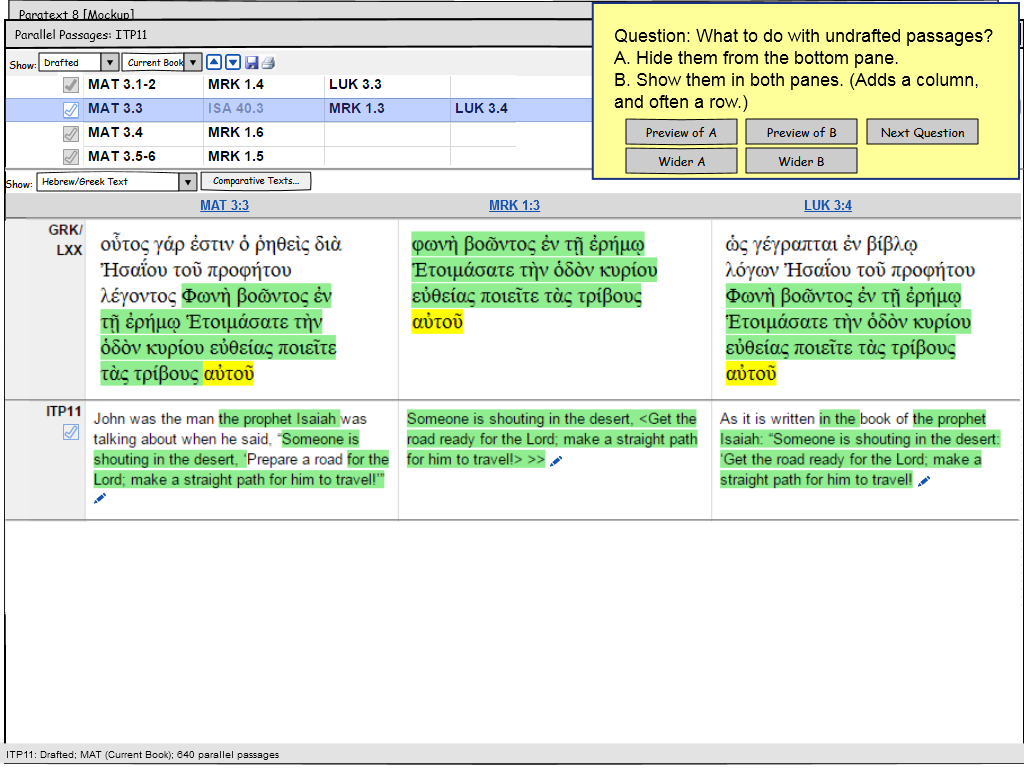 Paratext 8 [Mockup]
Parallel Passages: ITP11
Question: What to do with undrafted passages?
A. Hide them from the bottom pane.
B. Show them in both panes. (Adds a column,
and often a row.)
Preview of A Preview of B Next Question
Wider A Wider B
Show: Drafted Current Book
MAT 3.1-2 MRK 1.4 LUK 3.3
MAT 3.3 ISA 40.3 MRK 1.3 LUK 3.4
MAT 3.4 MRK 1.6
MAT 3.5-6 MRK 1.5
Show: Hebrew/Greek Text Comparative Texts...
MAT 3:3 MRK 1:3 LUK 3:4
GRK/
LXX
οὗτος γάρ ἐστιν ὁ ῥηθεὶς διὰ
Ἠσαΐου τοῦ προφήτου
λέγοντος Φωνὴ βοῶντος ἐν
τῇ ἐρήμῳ Ἑτοιμάσατε τὴν
ὁδὸν κυρίου εὐθείας ποιεῖτε
τὰς τρίβους αὐτοῦ
φωνὴ βοῶντος ἐν τῇ ἐρήμῳ
Ἑτοιμάσατε τὴν ὁδὸν κυρίου
εὐθείας ποιεῖτε τὰς τρίβους
αὐτοῦ
ὡς γέγραπται ἐν βίβλῳ
λόγων Ἠσαΐου τοῦ προφήτου
Φωνὴ βοῶντος ἐν τῇ ἐρήμῳ
Ἑτοιμάσατε τὴν ὁδὸν κυρίου
εὐθείας ποιεῖτε τὰς τρίβους
αὐτοῦ
ITP11
John was the man the prophet Isaiah was
talking about when he said, “Someone is
shouting in the desert, ‘Prepare a road for the
Lord; make a straight path for him to travel!’”
Someone is shouting in the desert, <Get the
road ready for the Lord; make a straight path
for him to travel!> >>
As it is written in the book of the prophet
Isaiah: “Someone is shouting in the desert:
‘Get the road ready for the Lord; make a
straight path for him to travel!
ITP11: Drafted; MAT (Current Book); 640 parallel passages